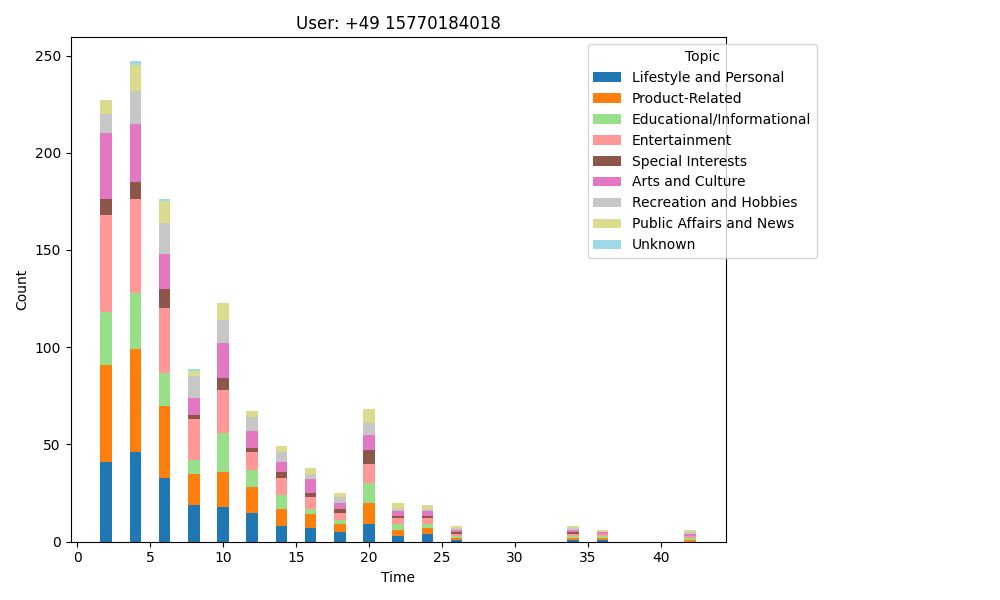 User: +49 15770184018
Topic
Lifestyle and Personal
Product-Related
Educational/Informational
Entertainment
Special Interests
Arts and Culture
Recreation and Hobbies
Public Affairs and News
Unknown
Count
250
200
150
100
50
0
0 5 10 15 20 25 30 35 40
Time